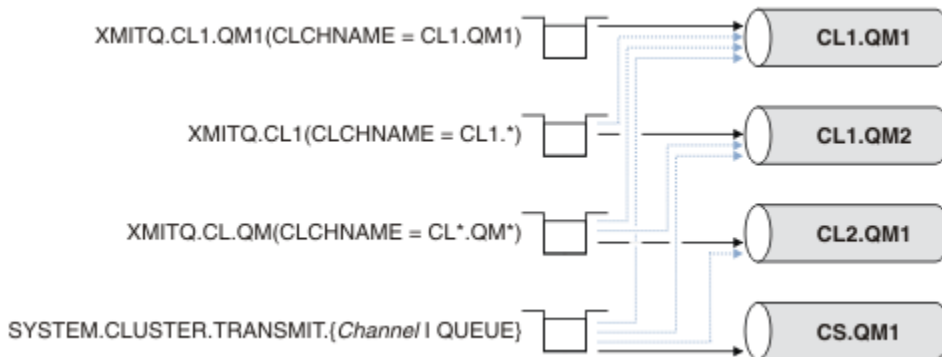 XMITQ.CL1.QM1(CLCHNAME = CL1.QM1)
CL1.QM1
XMITQ.CL1(CLCHNAME = CL1.*)
CL1.QM2
XMITQ.CL.QM(CLCHNAME = CL*.QM*)
CL2.QM1
SYSTEM.CLUSTER.TRANSMIT.{Channel I QUEUE}
CS.QM1